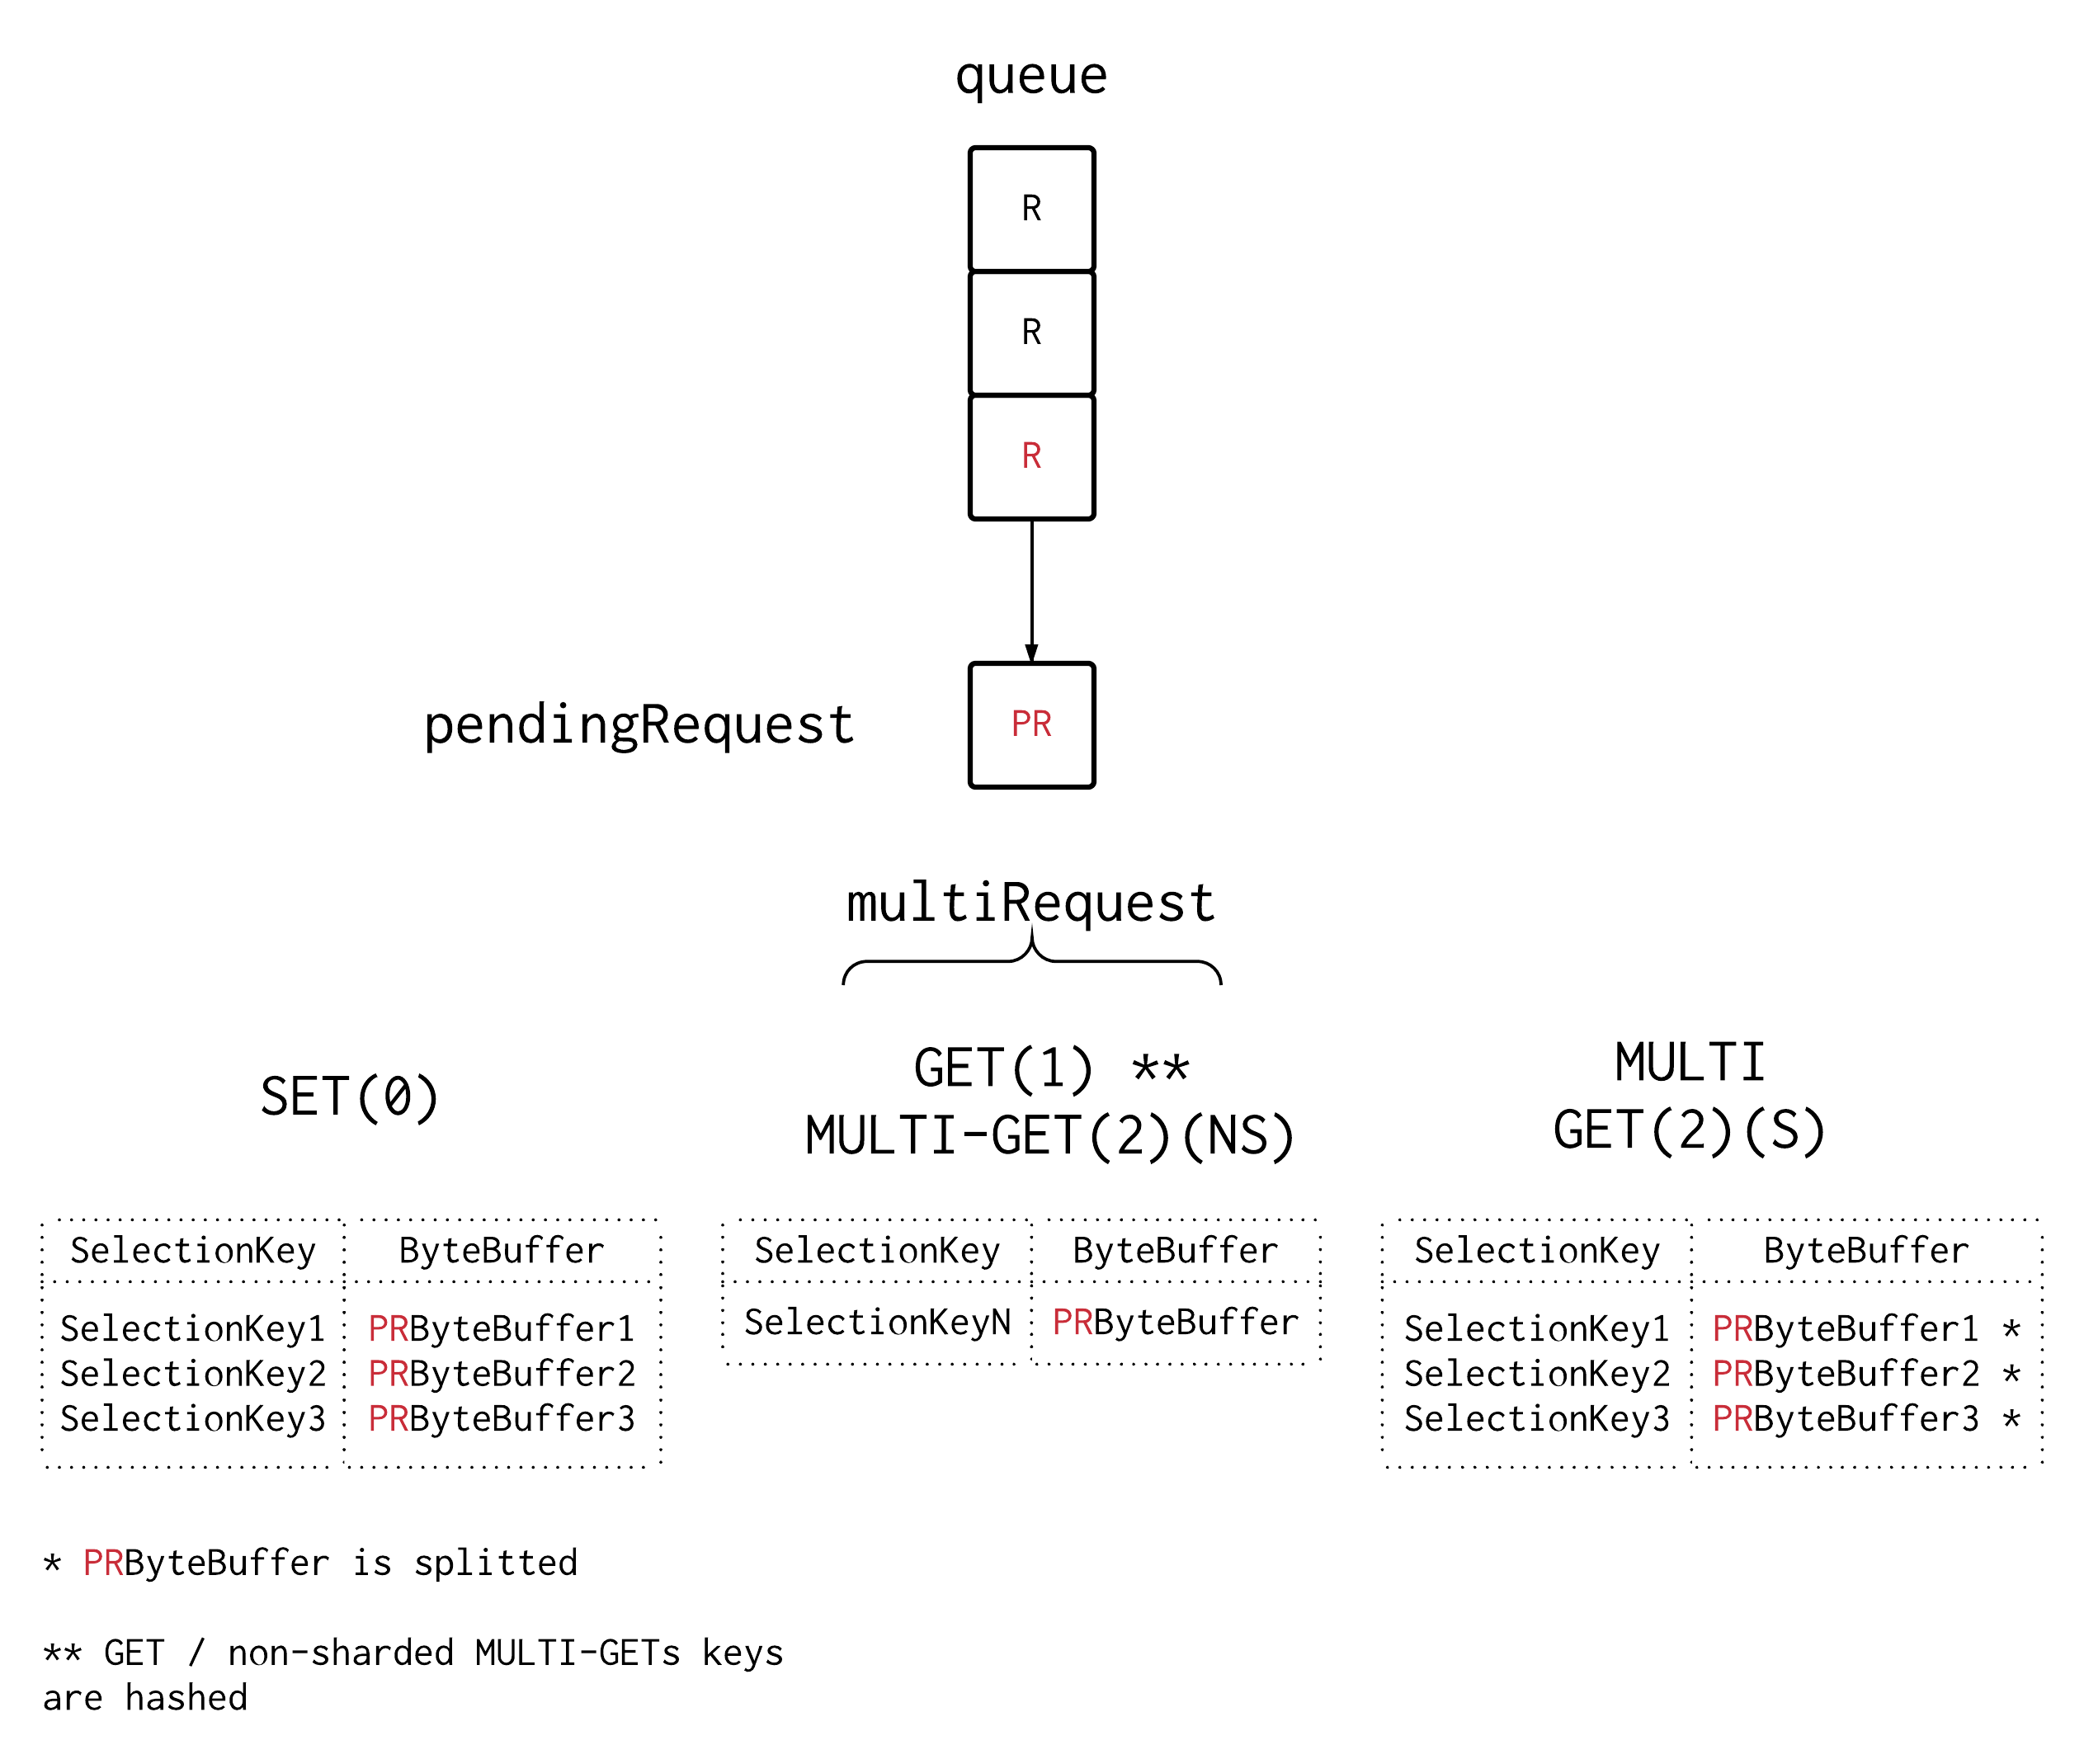 queue
R
R
R
pendingRequest
PR
multiRequest
SET(0)
GET(1) **
MULTI-GET(2)(NS)
MULTI
GET(2)(S)
SelectionKey ByteBuffer
SelectionKey1 PRByteBuffer1
SelectionKey2 PRByteBuffer2
SelectionKey3 PRByteBuffer3
SelectionKey ByteBuffer
SelectionKeyN PRByteBuffer
SelectionKey ByteBuffer
SelectionKey1 PRByteBuffer1 *
SelectionKey2 PRByteBuffer2 *
SelectionKey3 PRByteBuffer3 *
* PRByteBuffer is splitted
** GET / non-sharded MULTI-GETs keys
are hashed